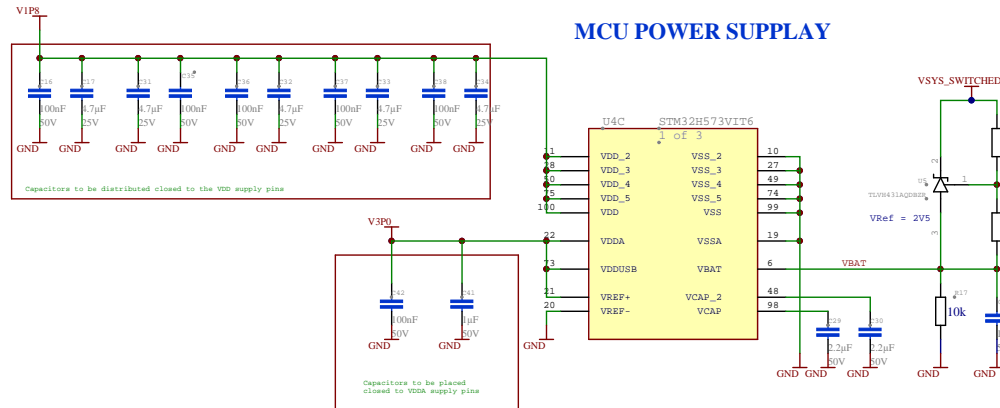 V1P8
MCU POWER SUPPLAY
C16 C17 C31 C35 C36 C32 C37 C33 C38 C34
100nF 4.7µF 4.7µF 100nF 100nF 4.7µF 100nF 4.7µF 100nF 4.7µF
50V 25V 25V 50V 50V 25V 50V 25V 50V 25V
GND GND GND GND GND GND GND GND GND GND
Capacitors to be distributed closed to the VDD supply pins
VSYS_SWITCHED
U4C STM32H573VIT6
1 of 3
11 VDD_2 VSS_2 10
28 VDD_3 VSS_3 27
50 VDD_4 VSS_4 49
75 VDD_5 VSS_5 74
100 VDD VSS 99
22 VDDA VSSA 19
73 VDDUSB VBAT 6
21 VREF+ VCAP_2 48
20 VREF- VCAP 98
V3P0
C42 C41
100nF 1µF
50V 50V
GND GND GND
Capacitors to be placed
closed to VDDA supply pins
VBAT
C29 C30
2.2µF 2.2µF
50V 50V
GND GND GND
2
U5 1
TLVH431AQDBZR
VRef = 2V5
3
R17
10k
GND GND